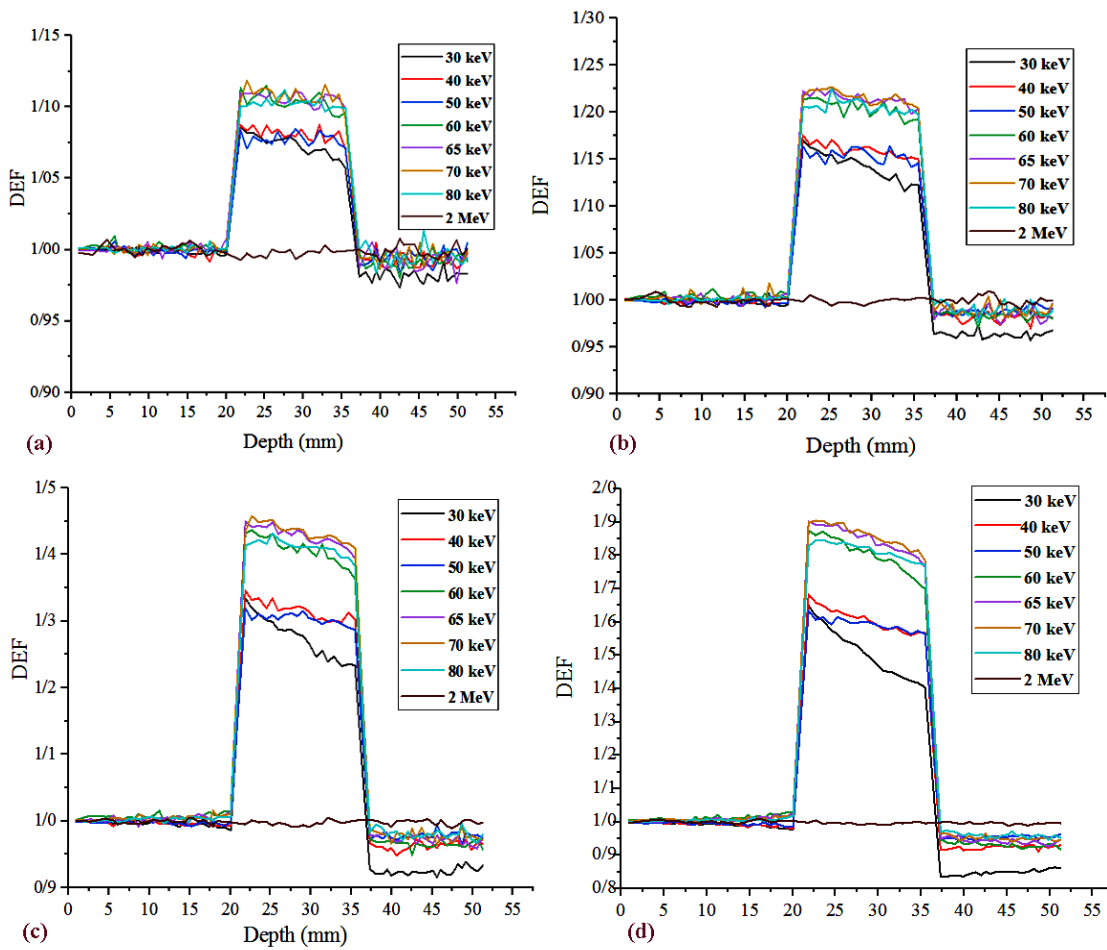 1/15
1/10
1/05
1/00
0/95
0/90
DEF
0 5 10 15 20 25 30 35 40 45 50 55
Depth (mm)
(a)
30 keV
40 keV
50 keV
60 keV
65 keV
70 keV
80 keV
2 MeV
1/30
1/25
1/20
1/15
1/10
1/05
1/00
0/95
0/90
DEF
0 5 10 15 20 25 30 35 40 45 50 55
Depth (mm)
(b)
30 keV
40 keV
50 keV
60 keV
65 keV
70 keV
80 keV
2 MeV
1/5
1/4
1/3
1/2
1/1
1/0
0/9
DEF
0 5 10 15 20 25 30 35 40 45 50 55
Depth (mm)
(c)
30 keV
40 keV
50 keV
60 keV
65 keV
70 keV
80 keV
2 MeV
2/0
1/9
1/8
1/7
1/6
1/5
1/4
1/3
1/2
1/1
1/0
0/9
0/8
DEF
0 5 10 15 20 25 30 35 40 45 50 55
Depth (mm)
(d)
30 keV
40 keV
50 keV
60 keV
65 keV
70 keV
80 keV
2 MeV